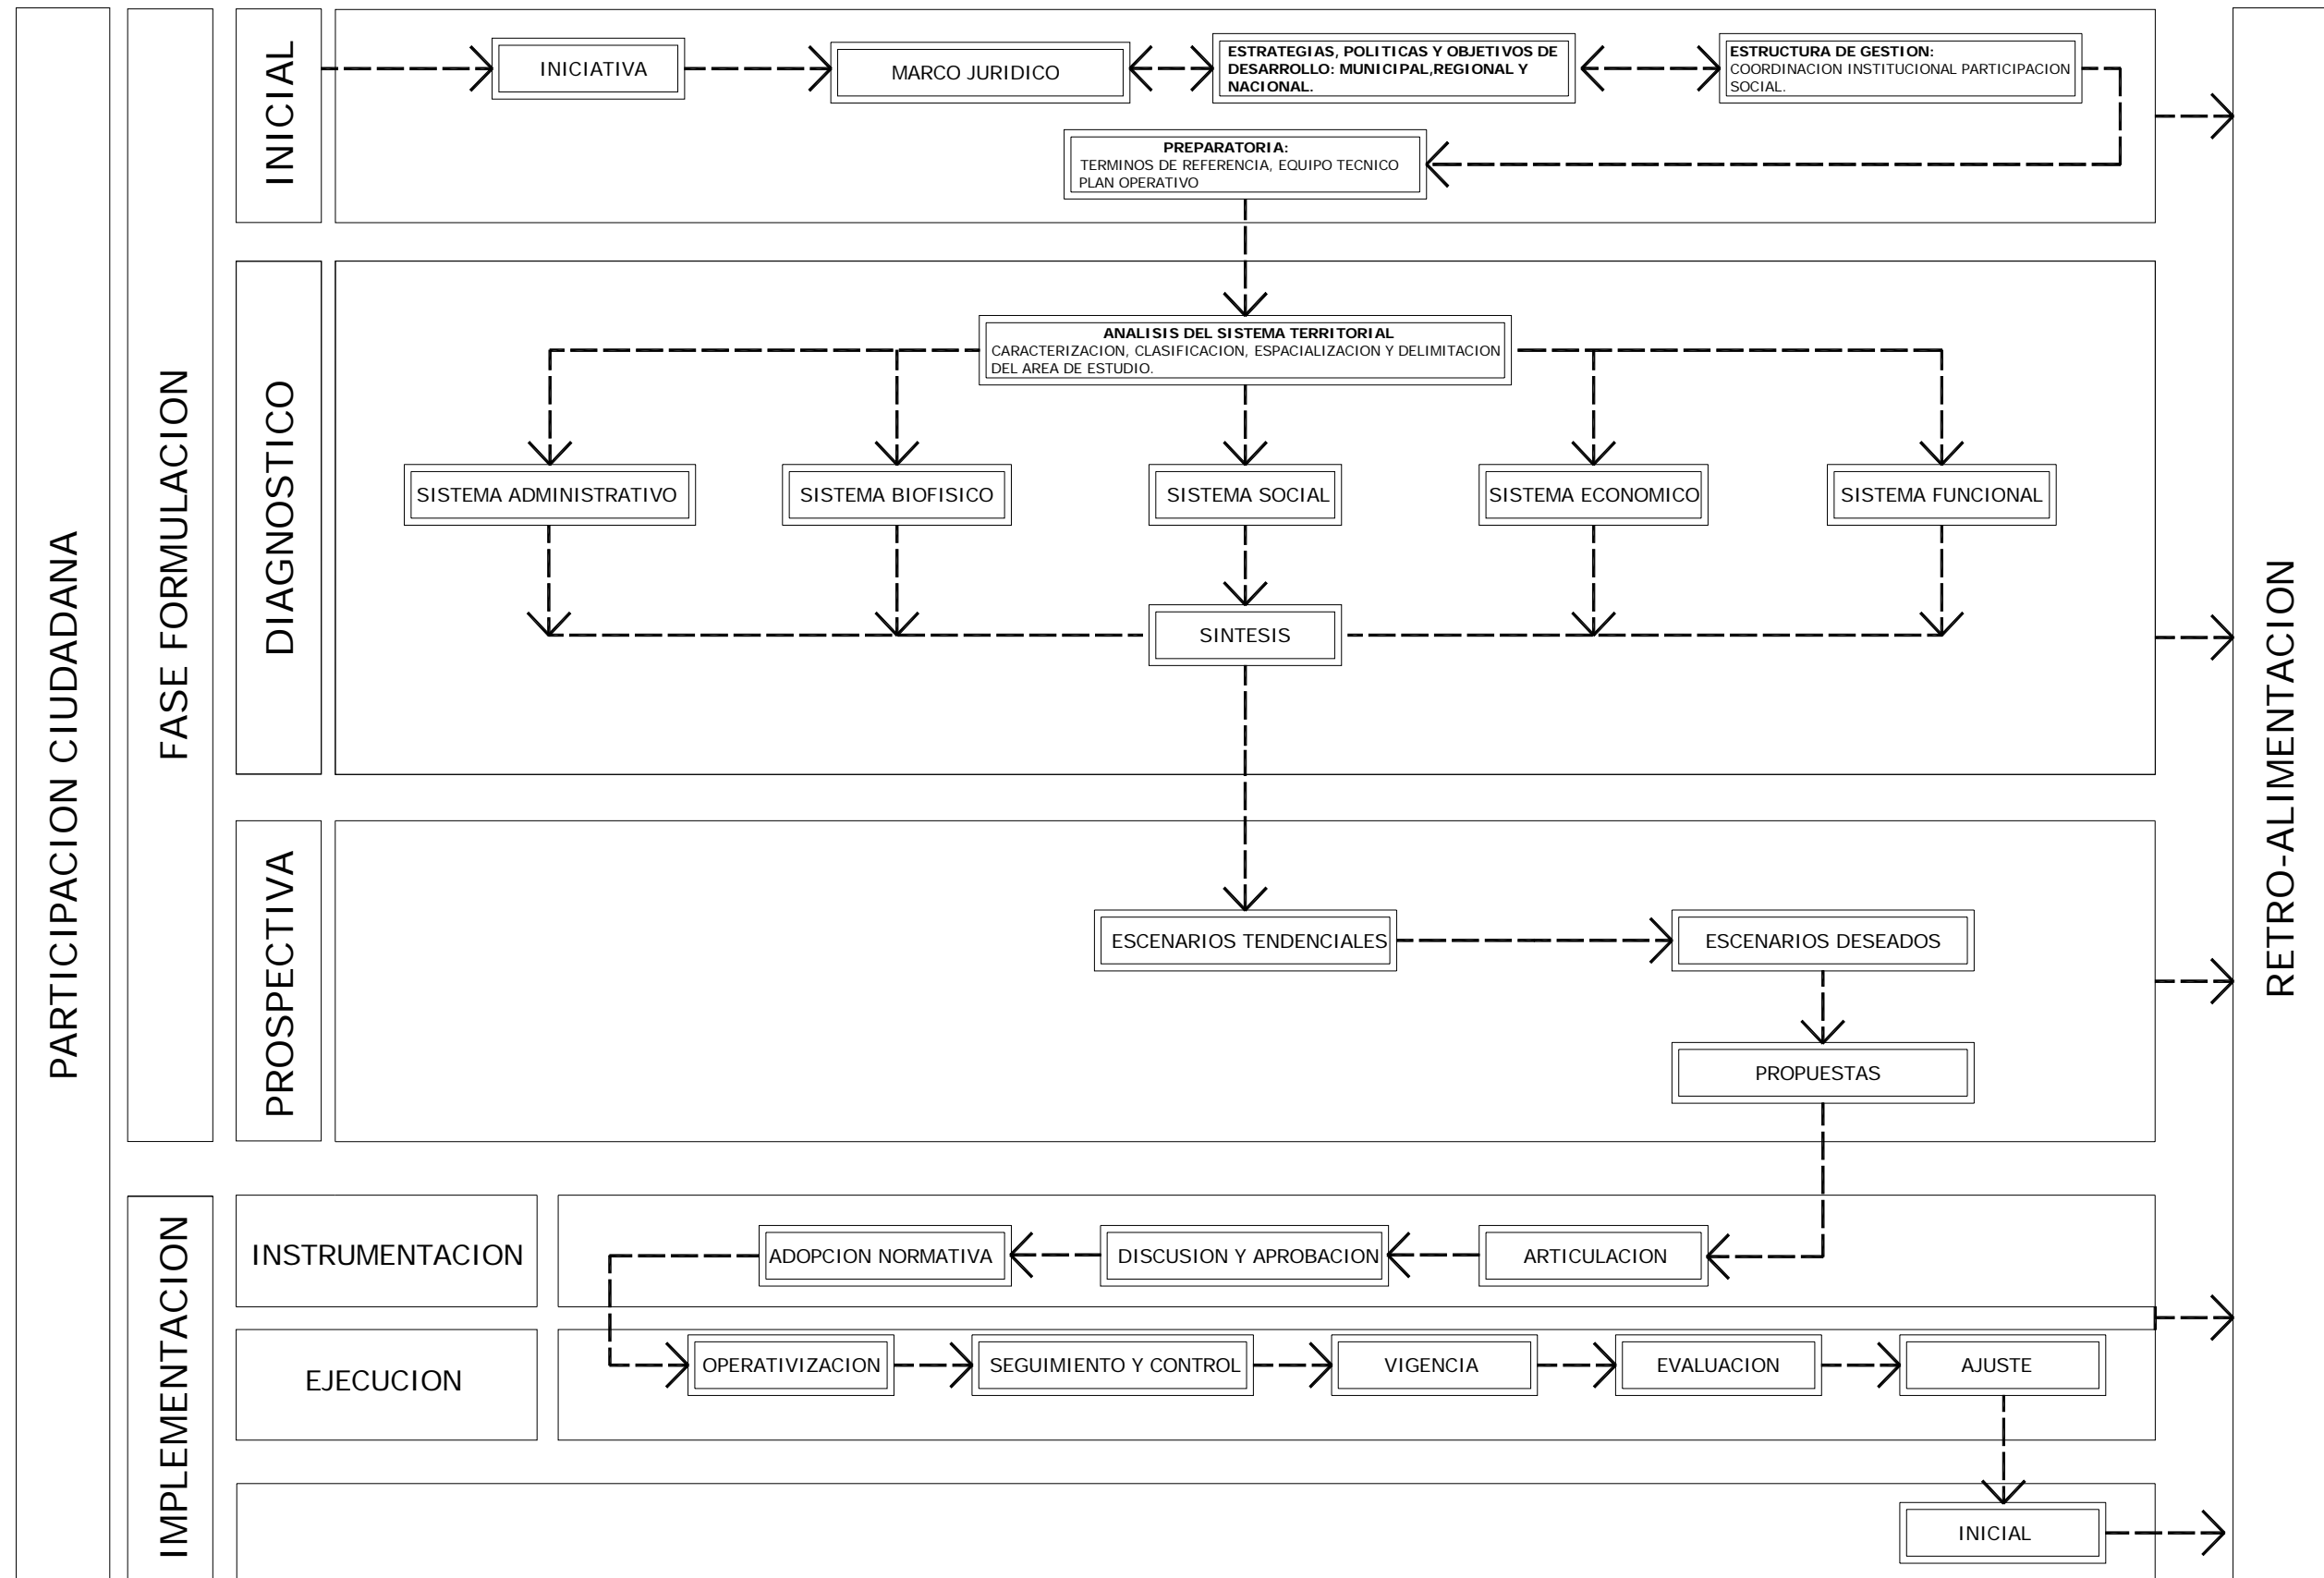 PARTICIPACION CIUDADANA
FASE FORMULACION
INICIAL
INICIATIVA
MARCO JURIDICO
ESTRATEGIAS, POLITICAS Y OBJETIVOS DE
DESARROLLO: MUNICIPAL,REGIONAL Y
NACIONAL.
ESTRUCTURA DE GESTION:
COORDINACION INSTITUCIONAL PARTICIPACION
SOCIAL.
PREPARATORIA:
TERMINOS DE REFERENCIA, EQUIPO TECNICO
PLAN OPERATIVO
DIAGNOSTICO
ANALISIS DEL SISTEMA TERRITORIAL
CARACTERIZACION, CLASIFICACION, ESPACIALIZACION Y DELIMITACION
DEL AREA DE ESTUDIO.
SISTEMA ADMINISTRATIVO
SISTEMA BIOFISICO
SISTEMA SOCIAL
SISTEMA ECONOMICO
SISTEMA FUNCIONAL
SINTESIS
PROSPECTIVA
ESCENARIOS TENDENCIALES
ESCENARIOS DESEADOS
PROPUESTAS
IMPLEMENTACION
INSTRUMENTACION
ADOPCION NORMATIVA
DISCUSION Y APROBACION
ARTICULACION
EJECUCION
OPERATIVIZACION
SEGUIMIENTO Y CONTROL
VIGENCIA
EVALUACION
AJUSTE
INICIAL
RETRO-ALIMENTACION